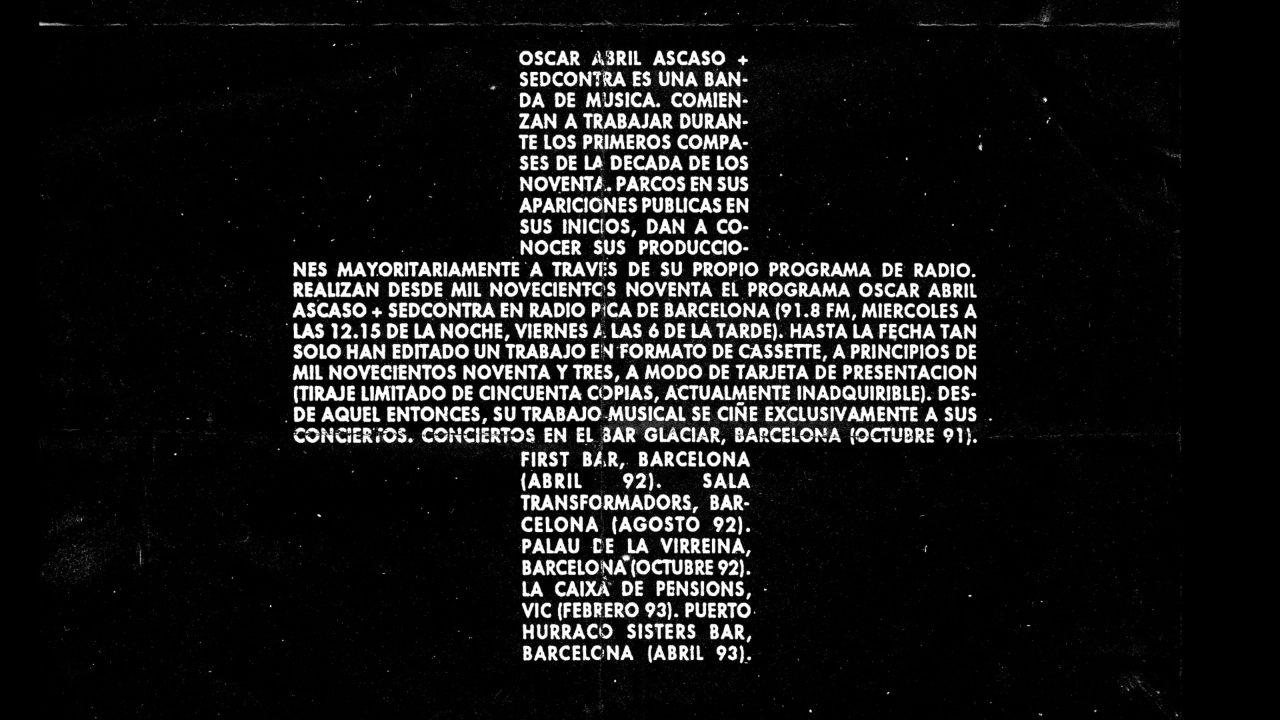 OSCAR ABRIL ASCASO +
SEDCONTRA ES UNA BAN-
DA DE MUSICA. COMIEN-
ZAN A TRABAJAR DURAN-
TE LOS PRIMEROS COMPA-
SES DE LA DECADA DE LOS
NOVENTA. PARCOS EN SUS
APARICIONES PUBLICAS EN
SUS INICIOS, DAN A CO-
NOCER SUS PRODUCCIO-
NES MAYORITARIAMENTE A TRAVES DE SU PROPIO PROGRAMA DE RADIO.
REALIZAN DESDE MIL NOVECIENTOS NOVENTA EL PROGRAMA OSCAR ABRIL
ASCASO + SEDCONTRA EN RADIO PICA DE BARCELONA (91.8 FM, MIERCOLES A
LAS 12.15 DE LA NOCHE, VIERNES A LAS 6 DE LA TARDE). HASTA LA FECHA TAN
SOLO HAN EDITADO UN TRABAJO EN FORMATO DE CASSETTE, A PRINCIPIOS DE
MIL NOVECIENTOS NOVENTA Y TRES, A MODO DE TARJETA DE PRESENTACION
(TIRAJE LIMITADO DE CINCUENTA COPIAS, ACTUALMENTE INADQUIRIBLE). DES-
DE AQUEL ENTONCES, SU TRABAJO MUSICAL SE CIÑE EXCLUSIVAMENTE A SUS
CONCIERTOS. CONCIERTOS EN EL BAR GLACIAR, BARCELONA (OCTUBRE 91).
FIRST BAR, BARCELONA
(ABRIL 92). SALA
TRANSFORMADORS, BAR-
CELONA (AGOSTO 92).
PALAU DE LA VIRREINA,
BARCELONA (OCTUBRE 92).
LA CAIXA DE PENSIONS,
VIC (FEBRERO 93). PUERTO
HURRACO SISTERS BAR,
BARCELONA (ABRIL 93).